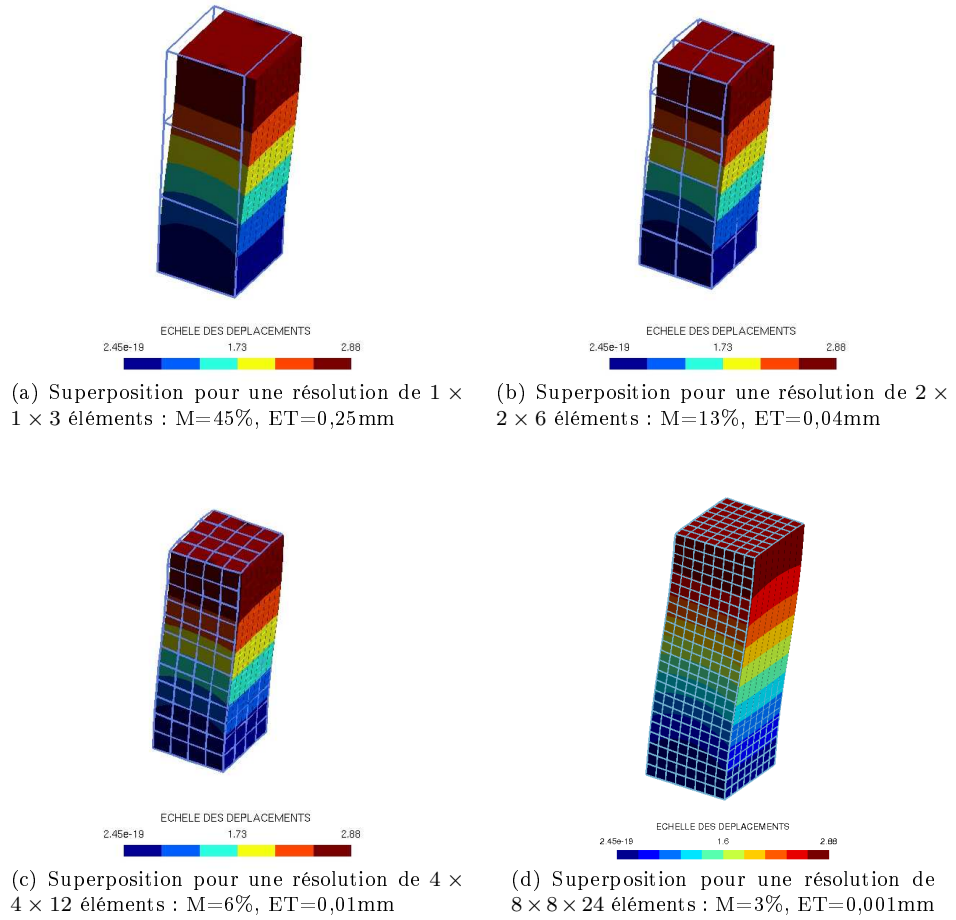 ECHELE DES DEPLACEMENTS
2.45e-19 1.73 2.88
(a) Superposition pour une résolution de 1 ×
1 × 3 éléments : M=45%, ET=0,25mm
ECHELE DES DEPLACEMENTS
2.45e-19 1.73 2.88
(b) Superposition pour une résolution de 2 ×
2 × 6 éléments : M=13%, ET=0,04mm
ECHELE DES DEPLACEMENTS
2.45e-19 1.73 2.88
(c) Superposition pour une résolution de 4 ×
4 × 12 éléments : M=6%, ET=0,01mm
ECHELLE DES DEPLACEMENTS
2.45e-19 1.6 2.88
(d) Superposition pour une résolution de
8 × 8 × 24 éléments : M=3%, ET=0,001mm